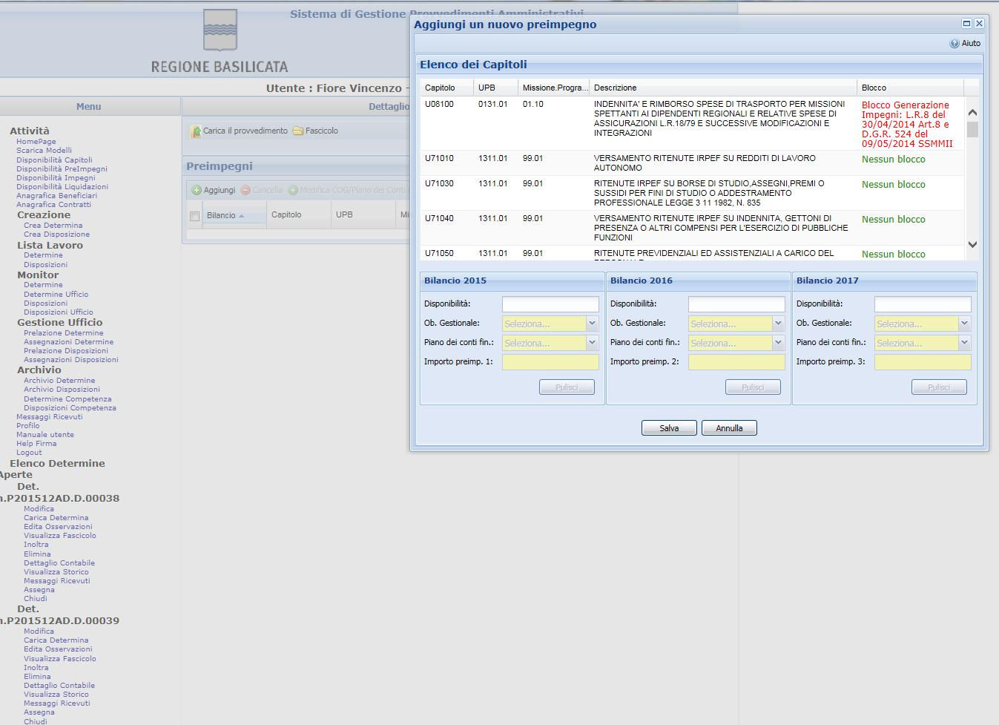 Sistema di Gestione Provvedimenti Amministrativi
REGIONE BASILICATA
Utente : Fiore Vincenzo -
Menu
Dettaglio
Attività
HomePage
Scarica Modelli
Disponibilità Capitoli
Disponibilità PreImpegni
Disponibilità Impegni
Disponibilità Liquidazioni
Anagrafica Beneficiari
Anagrafica Contratti
Creazione
Crea Determina
Crea Disposizione
Lista Lavoro
Determine
Disposizioni
Monitor
Determine
Determine Ufficio
Disposizioni
Disposizioni Ufficio
Gestione Ufficio
Prelazione Determine
Assegnazioni Determine
Prelazione Disposizioni
Assegnazioni Disposizioni
Archivio
Archivio Determine
Archivio Disposizioni
Determine Competenza
Disposizioni Competenza
Messaggi Ricevuti
Profilo
Manuale utente
Help Firma
Logout
Elenco Determine
Aperte
Det.
n.P201512AD.D.00038
Modifica
Carica Determina
Edita Osservazioni
Visualizza Fascicolo
Inoltra
Elimina
Dettaglio Contabile
Visualizza Storico
Messaggi Ricevuti
Assegna
Chiudi
Det.
n.P201512AD.D.00039
Modifica
Carica Determina
Edita Osservazioni
Visualizza Fascicolo
Inoltra
Elimina
Dettaglio Contabile
Visualizza Storico
Messaggi Ricevuti
Assegna
Chiudi
Carica il provvedimento Fascicolo
Preimpegni
Aggiungi Cancella Modifica COG/Piano dei Conti
Bilancio Capitolo UPB Mi
Aggiungi un nuovo preimpegno
Aiuto
Elenco dei Capitoli
Capitolo UPB Missione.Progra... Descrizione Blocco
U08100 0131.01 01.10 INDENNITA' E RIMBORSO SPESE DI TRASPORTO PER MISSIONI
SPETTANTI AI DIPENDENTI REGIONALI E RELATIVE SPESE DI
ASSICURAZIONI L.R.18/79 E SUCCESSIVE MODIFICAZIONI E
INTEGRAZIONI
Blocco Generazione
Impegni: L.R.8 del
30/04/2014 Art.8 e
D.G.R. 524 del
09/05/2014 SSMMII
U71010 1311.01 99.01 VERSAMENTO RITENUTE IRPEF SU REDDITI DI LAVORO
AUTONOMO
Nessun blocco
U71030 1311.01 99.01 RITENUTE IRPEF SU BORSE DI STUDIO,ASSEGNI,PREMI O
SUSSIDI PER FINI DI STUDIO O ADDESTRAMENTO
PROFESSIONALE LEGGE 3 11 1982, N. 835
Nessun blocco
U71040 1311.01 99.01 VERSAMENTO RITENUTE IRPEF SU INDENNITA, GETTONI DI
PRESENZA O ALTRI COMPENSI PER L'ESERCIZIO DI PUBBLICHE
FUNZIONI
Nessun blocco
U71050 1311.01 99.01 RITENUTE PREVIDENZIALI ED ASSISTENZIALI A CARICO DEL
Nessun blocco
Bilancio 2015
Disponibilità:
Ob. Gestionale: Seleziona...
Piano dei conti fin.: Seleziona...
Importo preimp. 1:
Pulisci
Bilancio 2016
Disponibilità:
Ob. Gestionale: Seleziona...
Piano dei conti fin.: Seleziona...
Importo preimp. 2:
Pulisci
Bilancio 2017
Disponibilità:
Ob. Gestionale: Seleziona...
Piano dei conti fin.: Seleziona...
Importo preimp. 3:
Pulisci
Salva Annulla